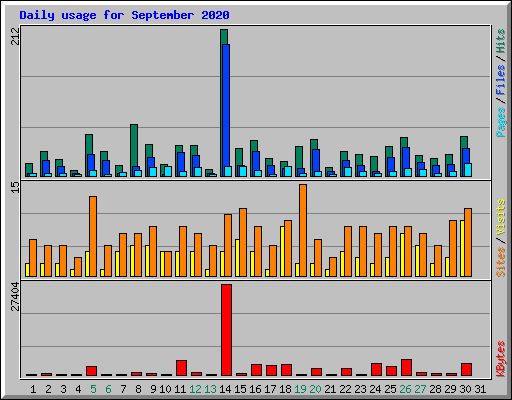 Daily usage for September 2020
212
15
27404
Pages / Files / Hits
Sites / Visits
KBytes
1 2 3 4 5 6 7 8 9 10 11 12 13 14 15 16 17 18 19 20 21 22 23 24 25 26 27 28 29 30 31